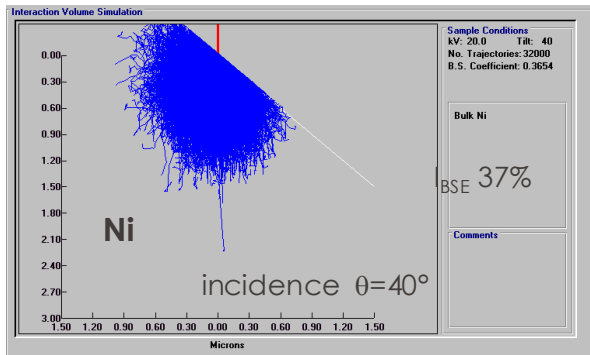 Interaction Volume Simulation
Sample Conditions
kV: 20.0 Tilt: 40
No. Trajectories: 32000
B.S. Coefficient: 0.3654
Bulk Ni
I BSE 37%
Comments
Ni
incidence θ=40°
0.00
0.30
0.60
0.90
1.20
1.50
1.80
2.10
2.40
2.70
3.00
1.50 1.20 0.90 0.60 0.30 0.00 0.30 0.60 0.90 1.20 1.50
Microns